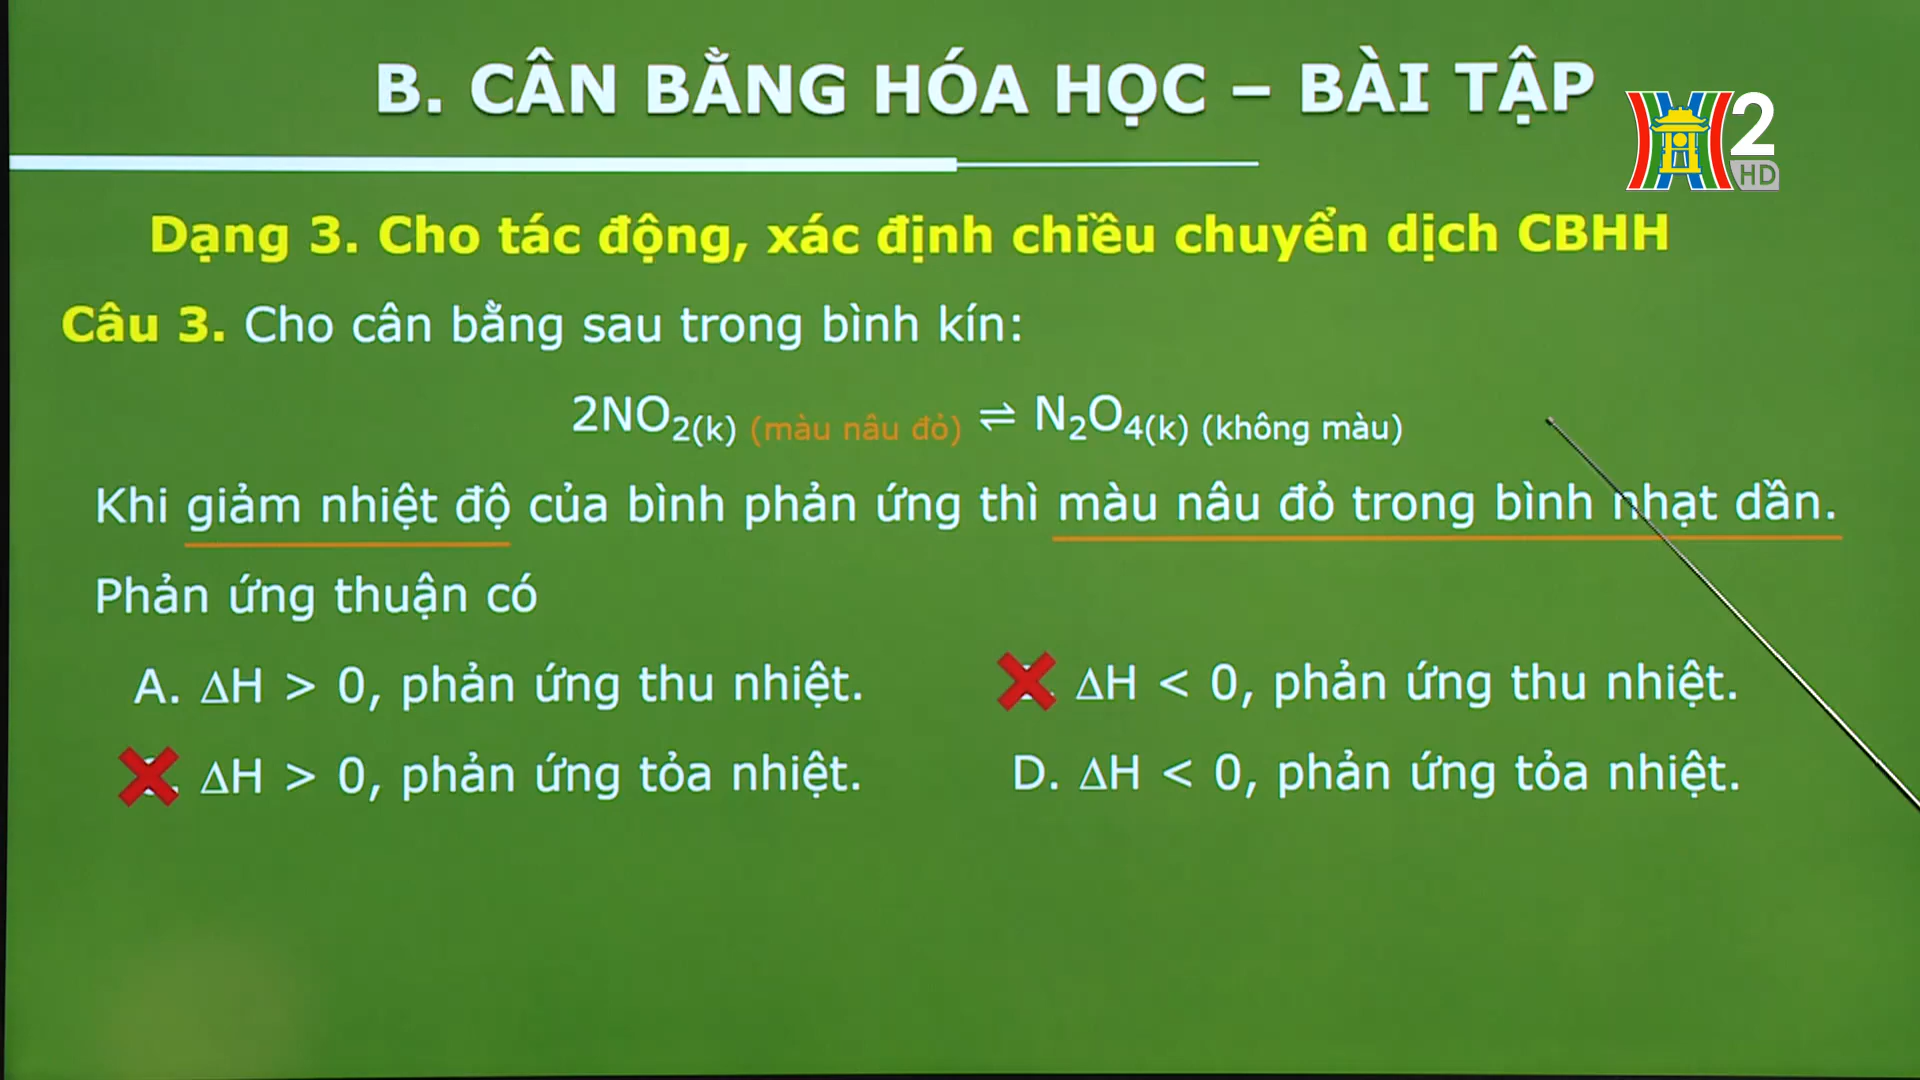 B. CÂN BẰNG HÓA HỌC – BÀI TẬP
2
HD
Dạng 3. Cho tác động, xác định chiều chuyển dịch CBHH
Câu 3. Cho cân bằng sau trong bình kín:
2NO₂(k) (màu nâu đỏ) ⇌ N₂O₄(k) (không màu)
Khi giảm nhiệt độ của bình phản ứng thì màu nâu đỏ trong bình nhạt dần.
Phản ứng thuận có
A. ΔH > 0, phản ứng thu nhiệt.
ΔH < 0, phản ứng thu nhiệt.
ΔH > 0, phản ứng tỏa nhiệt.
D. ΔH < 0, phản ứng tỏa nhiệt.